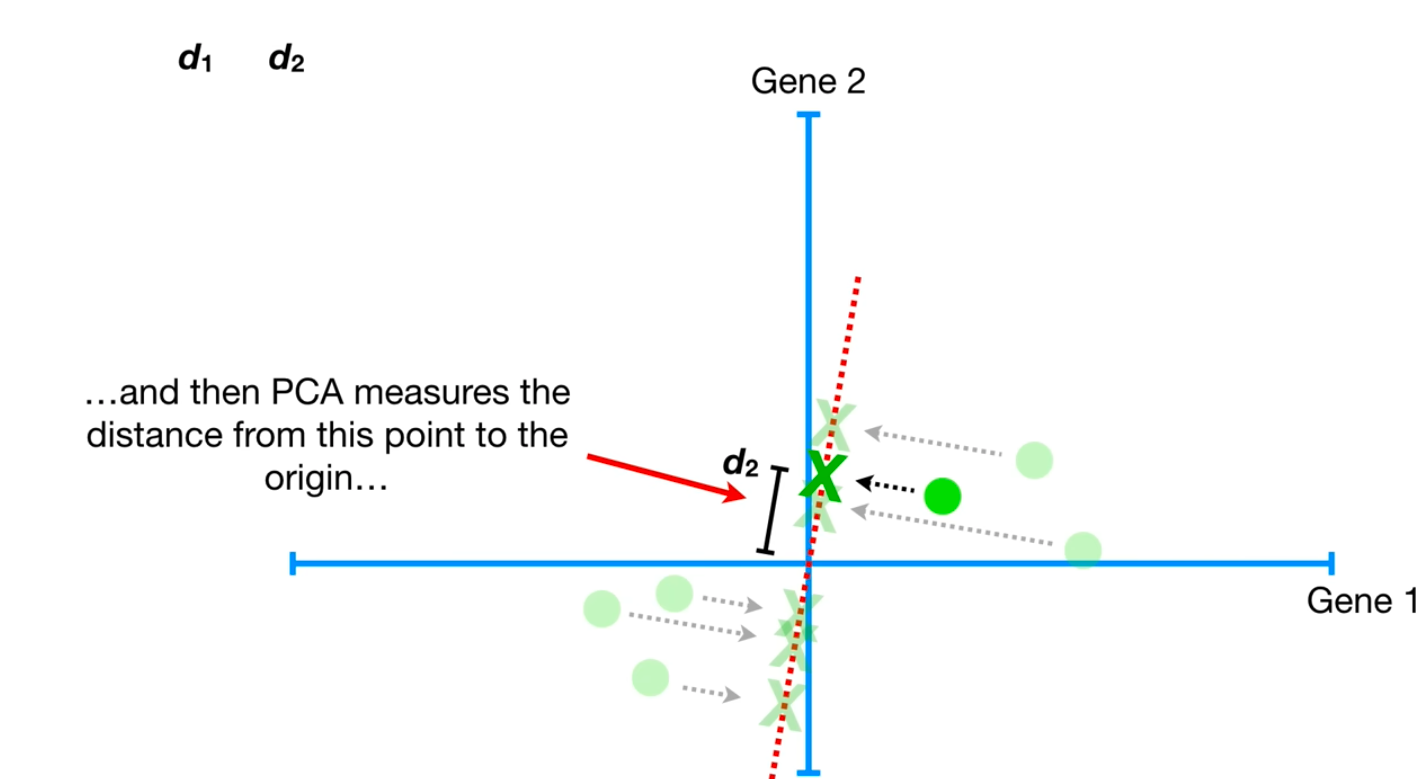 d₁ d₂
Gene 2
…and then PCA measures the
distance from this point to the
origin…
d₂
Gene 1